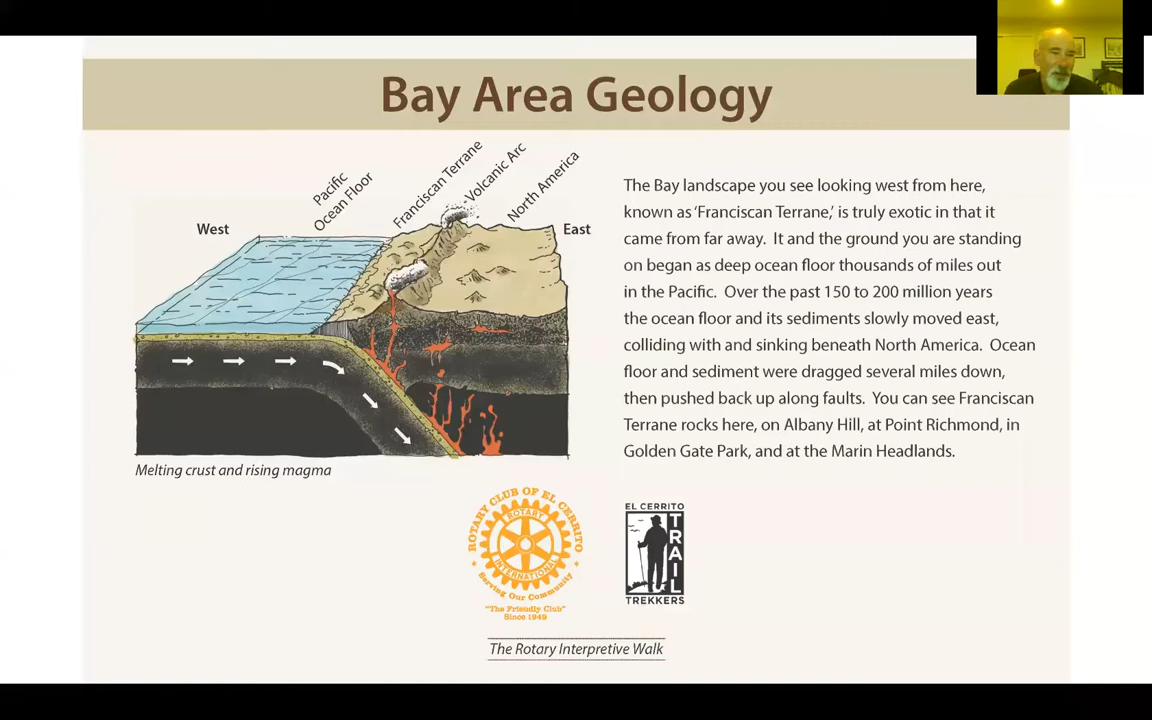 Bay Area Geology
Pacific
Ocean Floor
Franciscan Terrane
Volcanic Arc
North America
West
East
Melting crust and rising magma
The Bay landscape you see looking west from here,
known as ‘Franciscan Terrane,’ is truly exotic in that it
came from far away.  It and the ground you are standing
on began as deep ocean floor thousands of miles out
in the Pacific.  Over the past 150 to 200 million years
the ocean floor and its sediments slowly moved east,
colliding with and sinking beneath North America.  Ocean
floor and sediment were dragged several miles down,
then pushed back up along faults.  You can see Franciscan
Terrane rocks here, on Albany Hill, at Point Richmond, in
Golden Gate Park, and at the Marin Headlands.
ROTARY CLUB OF EL CERRITO
ROTARY
INTERNATIONAL
Serving Our Community
"The Friendly Club"
Since 1949
EL CERRITO
TRAIL
TREKKERS
The Rotary Interpretive Walk